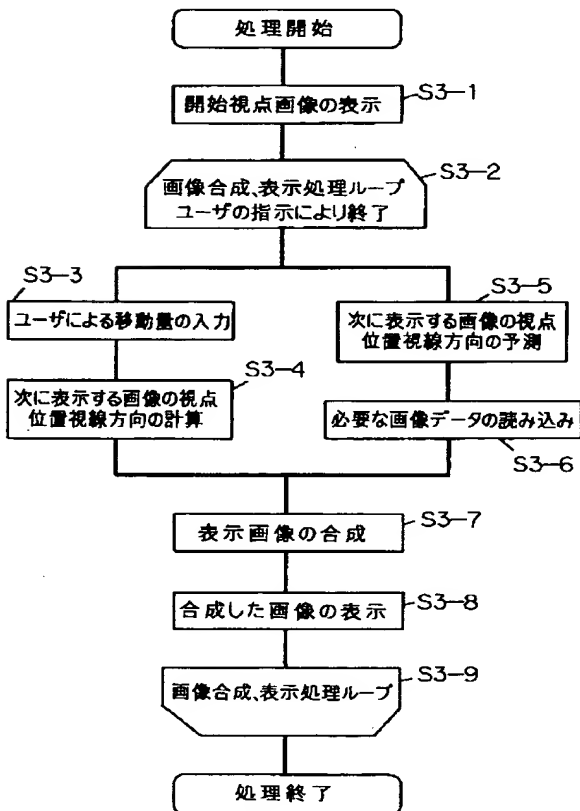 処理開始
S3-1
開始視点画像の表示
S3-2
画像合成、表示処理ループ
ユーザの指示により終了
S3-3
ユーザによる移動量の入力
S3-4
次に表示する画像の視点
位置視線方向の計算
S3-5
次に表示する画像の視点
位置視線方向の予測
必要な画像データの読み込み
S3-6
S3-7
表示画像の合成
S3-8
合成した画像の表示
S3-9
画像合成、表示処理ループ
処理終了